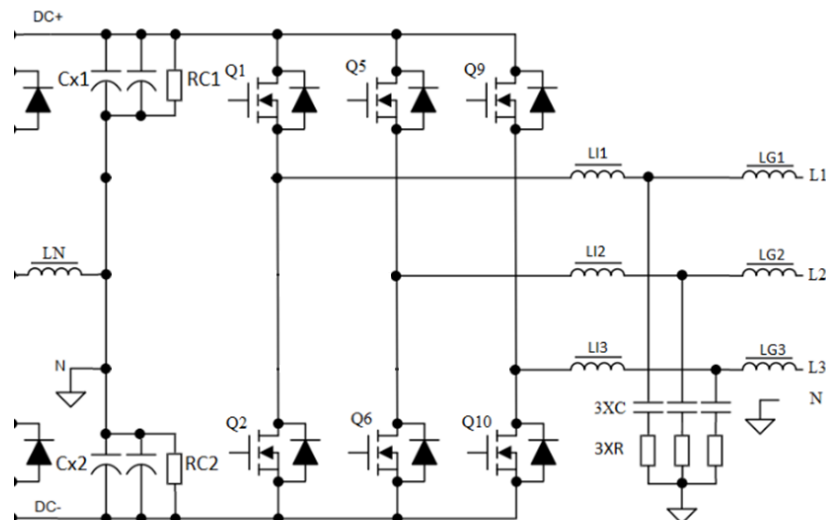 DC+
Cx1
RC1
Q1
Q5
Q9
LI1
LG1
L1
LN
LI2
LG2
L2
N
LI3
LG3
L3
N
3XC
Q2
Q6
Q10
3XR
Cx2
RC2
DC-